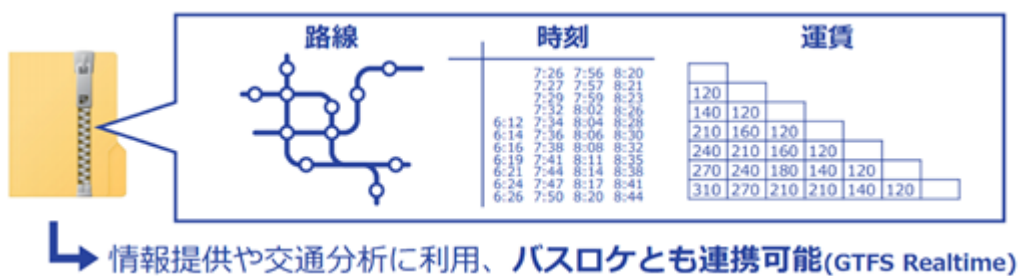 路線 時刻 運賃
7:26 7:56 8:20
7:27 7:57 8:21
7:29 7:59 8:23
7:32 8:02 8:26
6:12 7:34 8:04 8:28
6:14 7:36 8:06 8:30
6:16 7:38 8:08 8:32
6:19 7:41 8:11 8:35
6:21 7:44 8:14 8:38
6:24 7:47 8:17 8:41
6:26 7:50 8:20 8:44
120
140 120
210 160 120
240 210 160 120
270 240 180 140 120
310 270 210 210 140 120
情報提供や交通分析に利用、バスロケとも連携可能(GTFS Realtime)